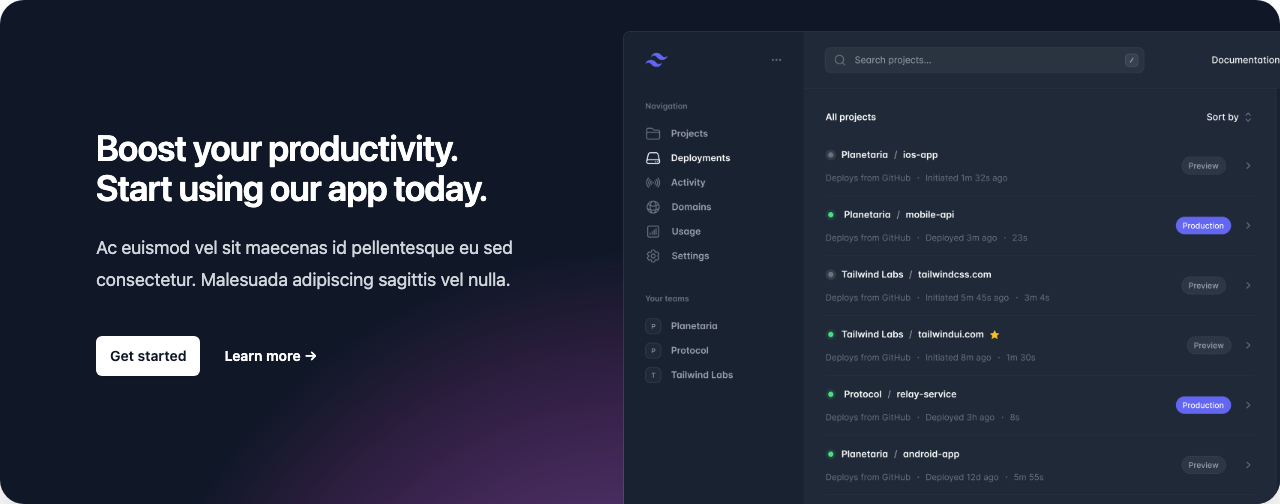 Boost your productivity.
Start using our app today.
Ac euismod vel sit maecenas id pellentesque eu sed
consectetur. Malesuada adipiscing sagittis vel nulla.
Get started
Learn more →
Navigation
Projects
Deployments
Activity
Domains
Usage
Settings
Your teams
P Planetaria
P Protocol
T Tailwind Labs
Search projects... /
Documentation
All projects
Sort by
Planetaria / ios-app
Deploys from GitHub · Initiated 1m 32s ago
Preview
Planetaria / mobile-api
Deploys from GitHub · Deployed 3m ago · 23s
Production
Tailwind Labs / tailwindcss.com
Deploys from GitHub · Initiated 5m 45s ago · 3m 4s
Preview
Tailwind Labs / tailwindui.com ⭐
Deploys from GitHub · Initiated 8m ago · 1m 30s
Preview
Protocol / relay-service
Deploys from GitHub · Deployed 3h ago · 8s
Production
Planetaria / android-app
Deploys from GitHub · Deployed 12d ago · 5m 55s
Preview